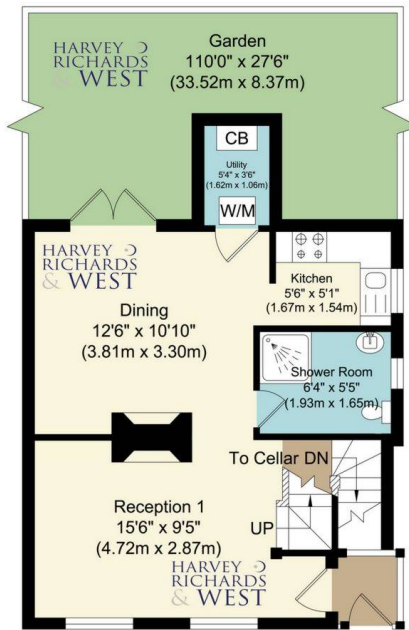 HARVEY
RICHARDS
& WEST
Garden
110'0" x 27'6"
(33.52m x 8.37m)
CB
Utility
5'4" x 3'6"
(1.62m x 1.06m)
W/M
HARVEY
RICHARDS
& WEST
Kitchen
5'6" x 5'1"
(1.67m x 1.54m)
Dining
12'6" x 10'10"
(3.81m x 3.30m)
Shower Room
6'4" x 5'5"
(1.93m x 1.65m)
To Cellar DN
Reception 1
15'6" x 9'5"
(4.72m x 2.87m)
UP
HARVEY
RICHARDS
& WEST